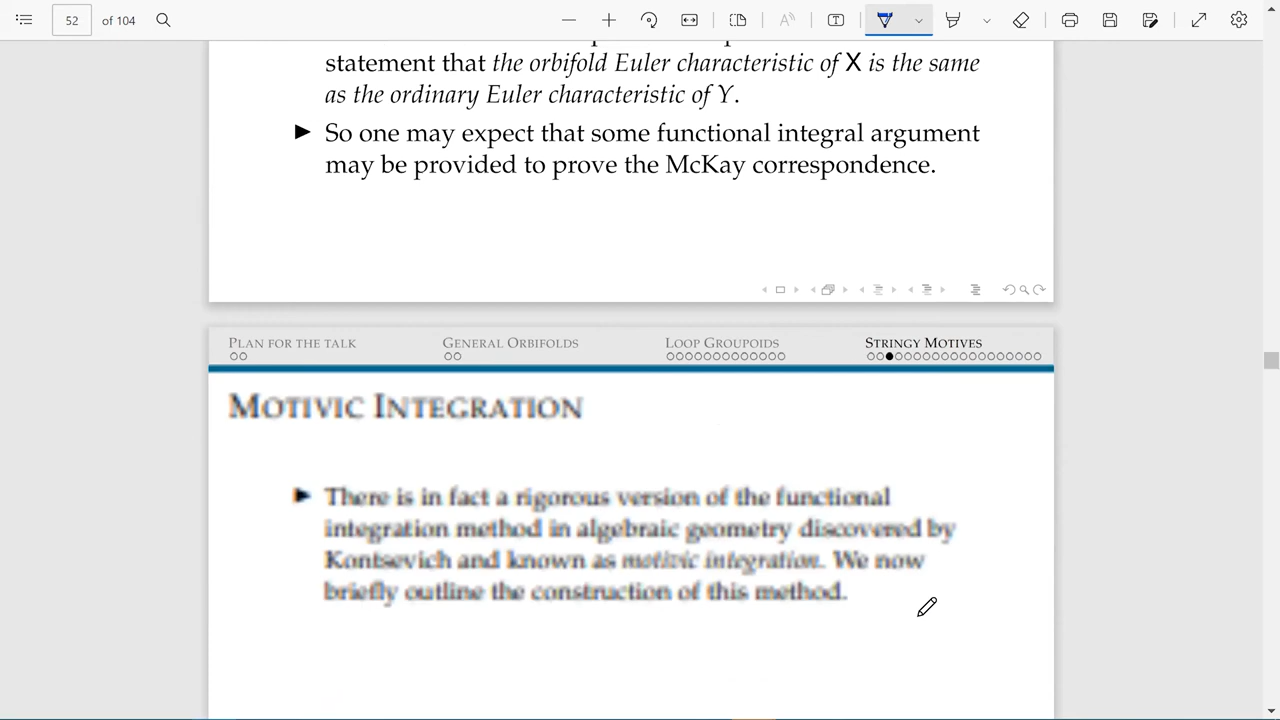 52 of 104
statement that the orbifold Euler characteristic of X is the same
as the ordinary Euler characteristic of Y.
► So one may expect that some functional integral argument
may be provided to prove the McKay correspondence.
PLAN FOR THE TALK GENERAL ORBIFOLDS LOOP GROUPOIDS STRINGY MOTIVES
MOTIVIC INTEGRATION
► There is in fact a rigorous version of the functional
integration method in algebraic geometry discovered by
Kontsevich and known as motivic integration. We now
briefly outline the construction of this method.